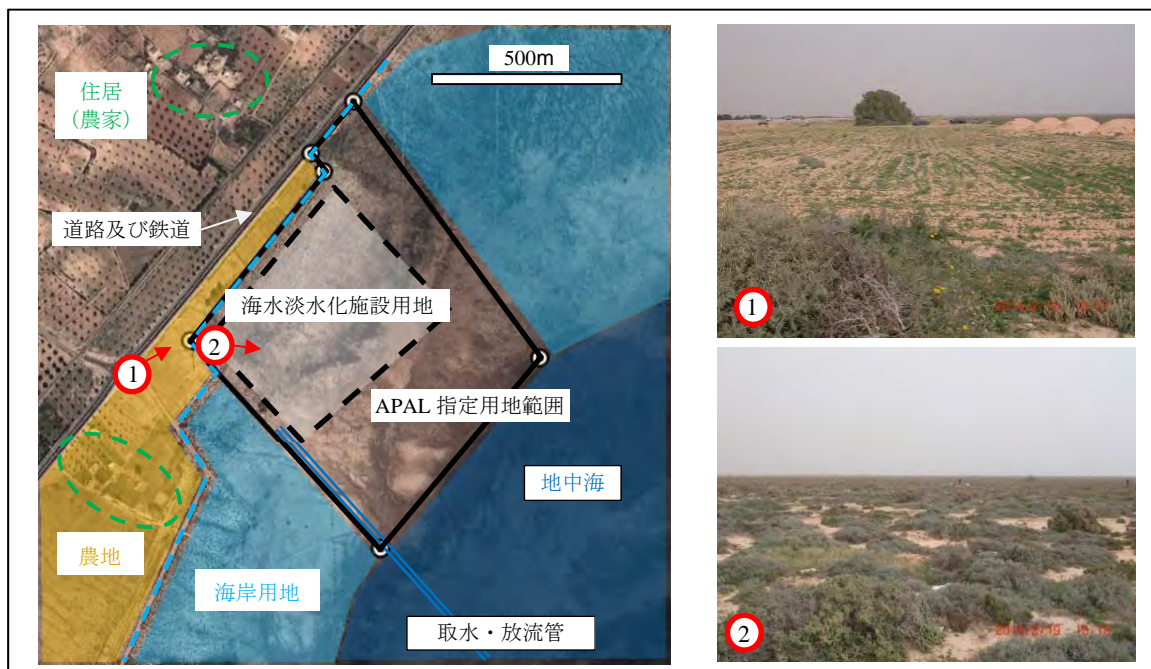 500m
住居
(農家)
道路及び鉄道
海水淡水化施設用地
2
1
APAL 指定用地範囲
地中海
農地
海岸用地
取水・放流管
1
2